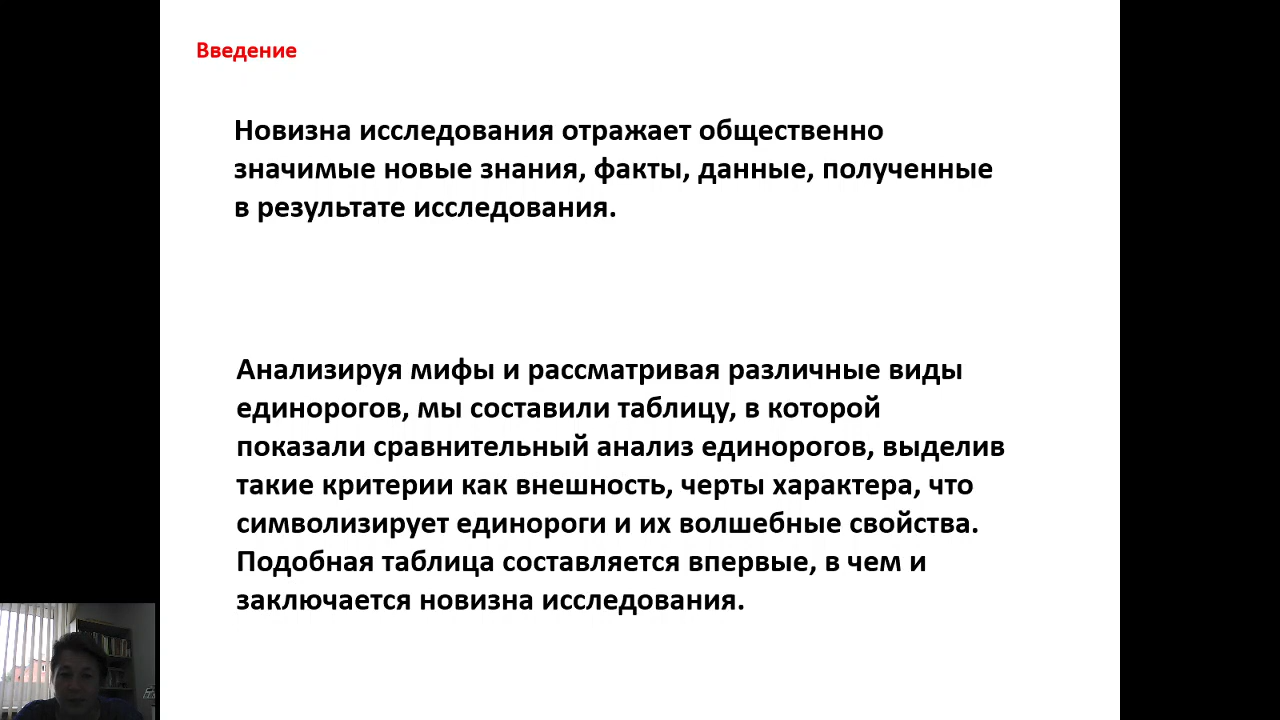 Введение
Новизна исследования отражает общественно
значимые новые знания, факты, данные, полученные
в результате исследования.
Анализируя мифы и рассматривая различные виды
единорогов, мы составили таблицу, в которой
показали сравнительный анализ единорогов, выделив
такие критерии как внешность, черты характера, что
символизирует единороги и их волшебные свойства.
Подобная таблица составляется впервые, в чем и
заключается новизна исследования.